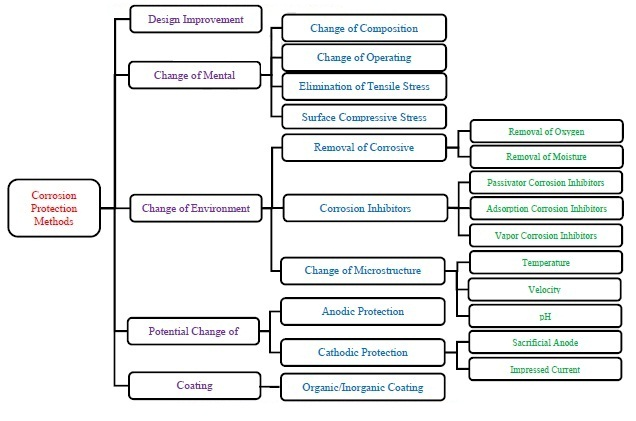 Corrosion
Protection
Methods
Design Improvement
Change of Mental
Change of Composition
Change of Operating
Elimination of Tensile Stress
Surface Compressive Stress
Change of Environment
Removal of Corrosive
Removal of Oxygen
Removal of Moisture
Corrosion Inhibitors
Passivator Corrosion Inhibitors
Adsorption Corrosion Inhibitors
Vapor Corrosion Inhibitors
Change of Microstructure
Temperature
Velocity
pH
Potential Change of
Anodic Protection
Cathodic Protection
Sacrificial Anode
Impressed Current
Coating
Organic/Inorganic Coating